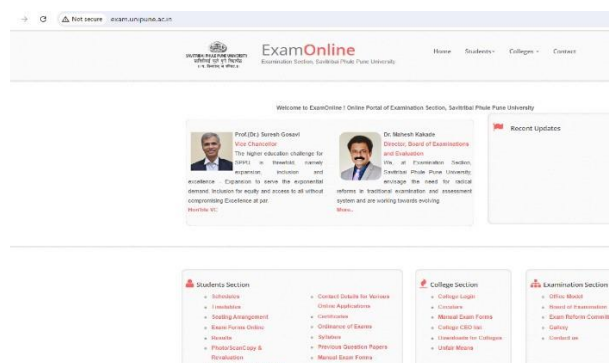 Not secure exam.unipune.ac.in
ExamOnline
Examination Section, Savitribai Phule Pune University
Home Students Colleges Contact
Welcome to ExamOnline ! Online Portal of Examination Section, Savitribai Phule Pune University
Prof.(Dr.) Suresh Gosavi
Vice Chancellor
The higher education challenge for
SPPU is threefold, namely
expansion, inclusion and
excellence - Expansion to serve the exponential
demand. Inclusion for equity and access to all without
compromising Excellence at par.
Dr. Mahesh Kakade
Director, Board of Examinations
and Evaluation
We, at Examination Section,
Savitribai Phule Pune University,
envisage the need for radical
reforms in traditional examination and assessment
system and are working towards evolving
More..
Recent Updates
Students Section
Schedules
Timetables
Seating Arrangement
Exam Forms Online
Results
PhotoScanCopy &
Revaluation
Contact Details for Various
Online Applications
Certificates
Ordinance of Exams
Syllabus
Previous Question Papers
Manual Exam Forms
College Section
College Login
Circulars
Manual Exam Forms
College CEO list
Downloads for Colleges
Unfair Means
Examination Section
Office Model
Board of Examination
Exam Reform Committ
Gallery
Contact us